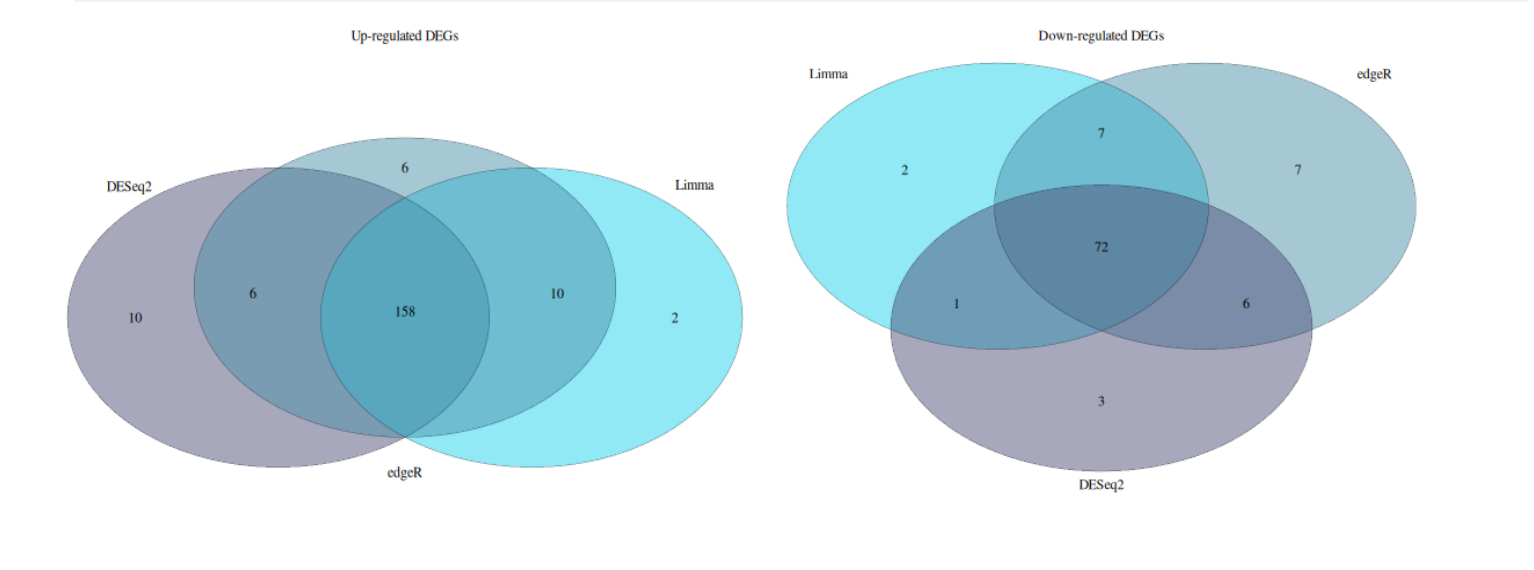 Up-regulated DEGs
6
DESeq2
Limma
6
10
158
10
2
edgeR
Down-regulated DEGs
Limma
edgeR
7
2
7
72
1
6
3
DESeq2